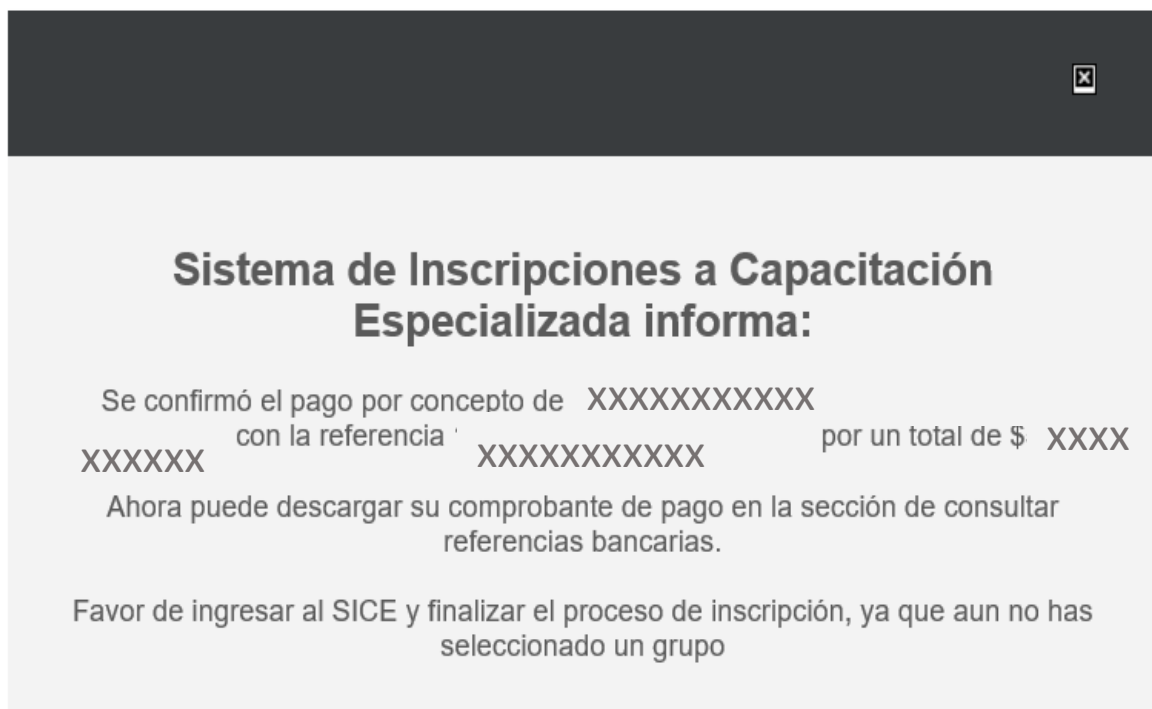 Sistema de Inscripciones a Capacitación
Especializada informa:
Se confirmó el pago por concepto de XXXXXXXXXXX
XXXXXX con la referencia XXXXXXXXXXX por un total de $ XXXX
Ahora puede descargar su comprobante de pago en la sección de consultar
referencias bancarias.
Favor de ingresar al SICE y finalizar el proceso de inscripción, ya que aun no has
seleccionado un grupo